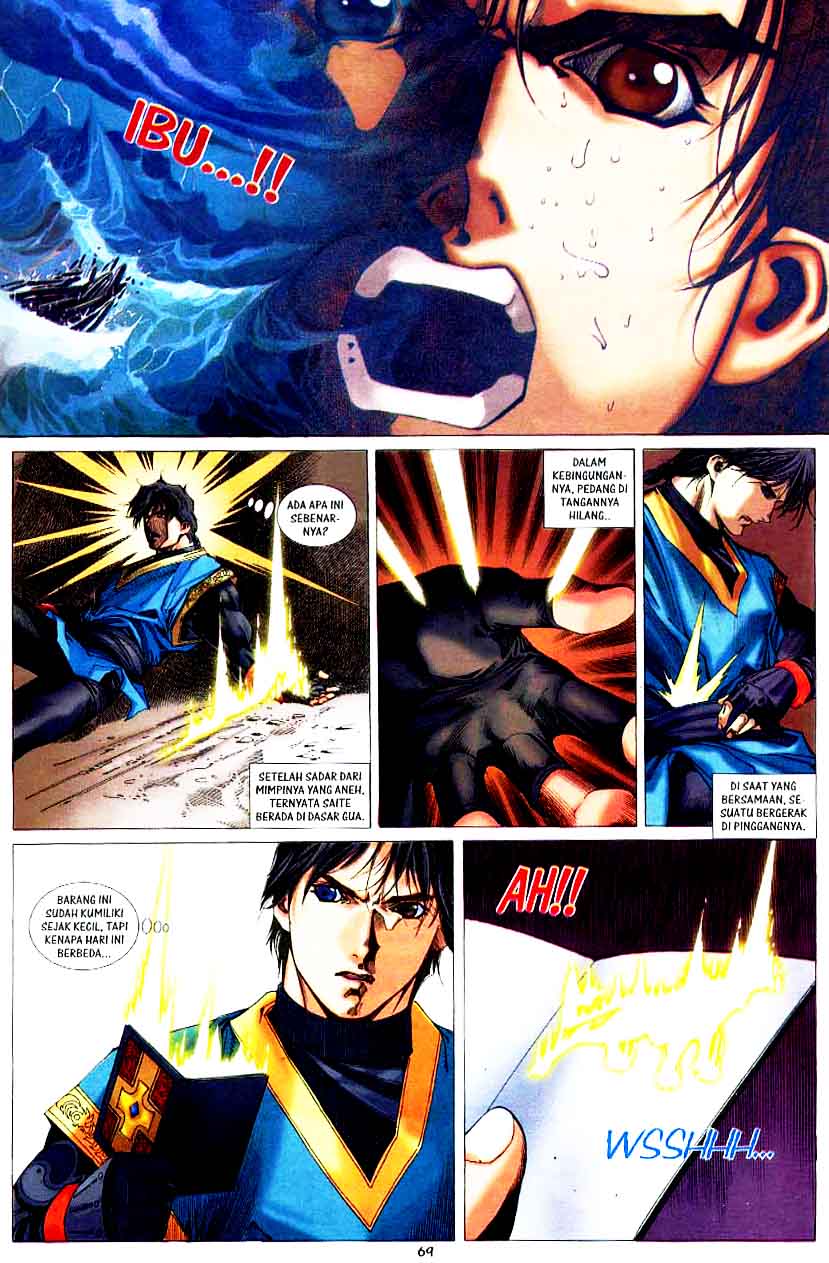 IBU....!!
ADA APA INI
SEBENAR-
NYA?
SETELAH SADAR DARI
MIMPINYA YANG ANEH,
TERNYATA SAITE
BERADA DI DASAR GUA.
DALAM
KEBINGUNGAN-
NYA, PEDANG DI
TANGANNYA
HILANG..
DI SAAT YANG
BERSAMAAN, SE-
SUATU BERGERAK
DI PINGGANGNYA.
BARANG INI
SUDAH KUMILIKI
SEJAK KECIL, TAPI
KENAPA HARI INI
BERBEDA...
AH!!
WSSHHH...
69